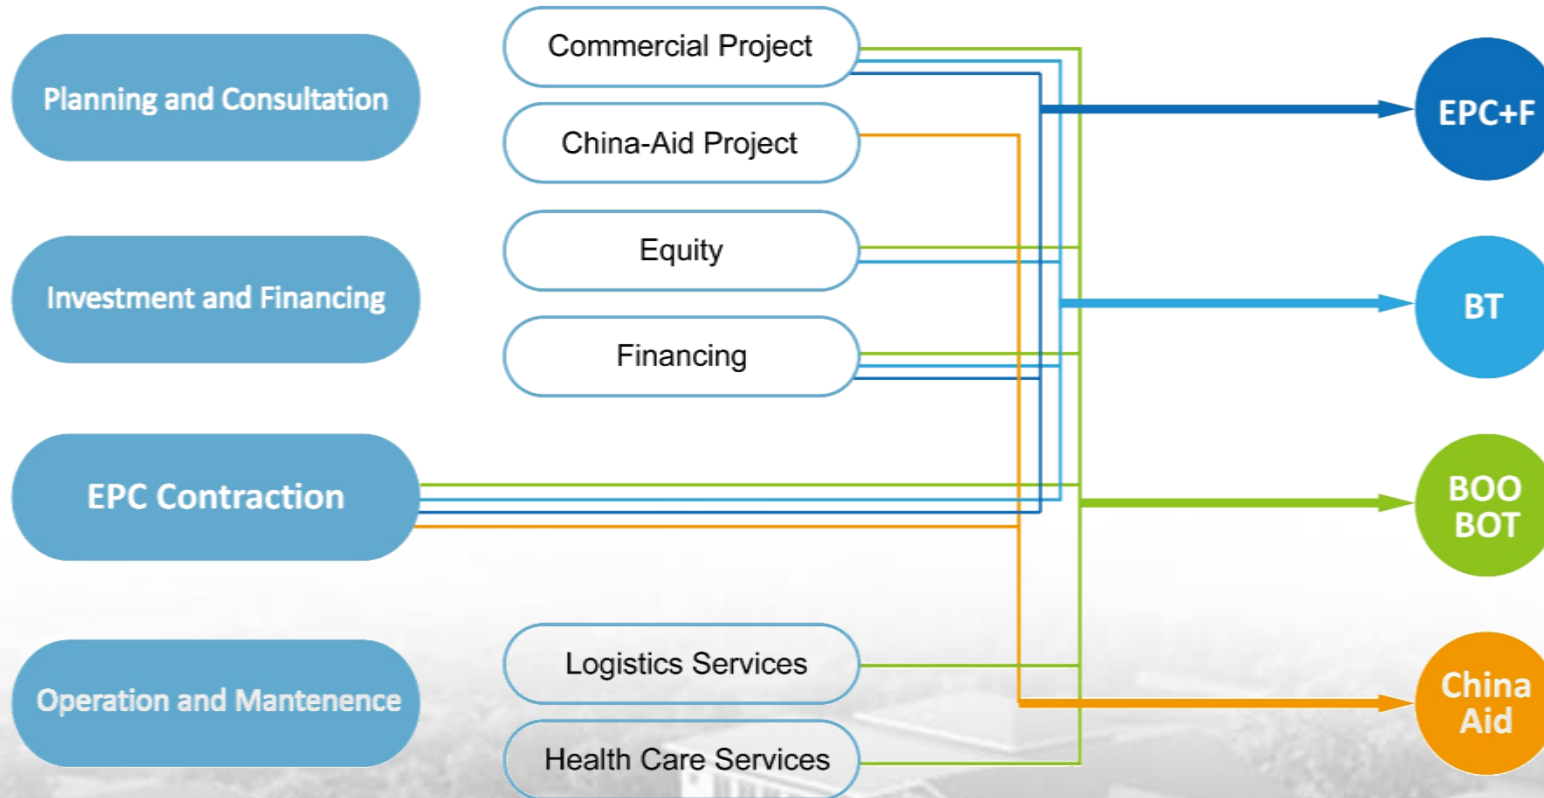 Planning and Consultation
Investment and Financing
EPC Contraction
Operation and Mantenence
Commercial Project
China-Aid Project
Equity
Financing
Logistics Services
Health Care Services
EPC+F
BT
BOO
BOT
China
Aid